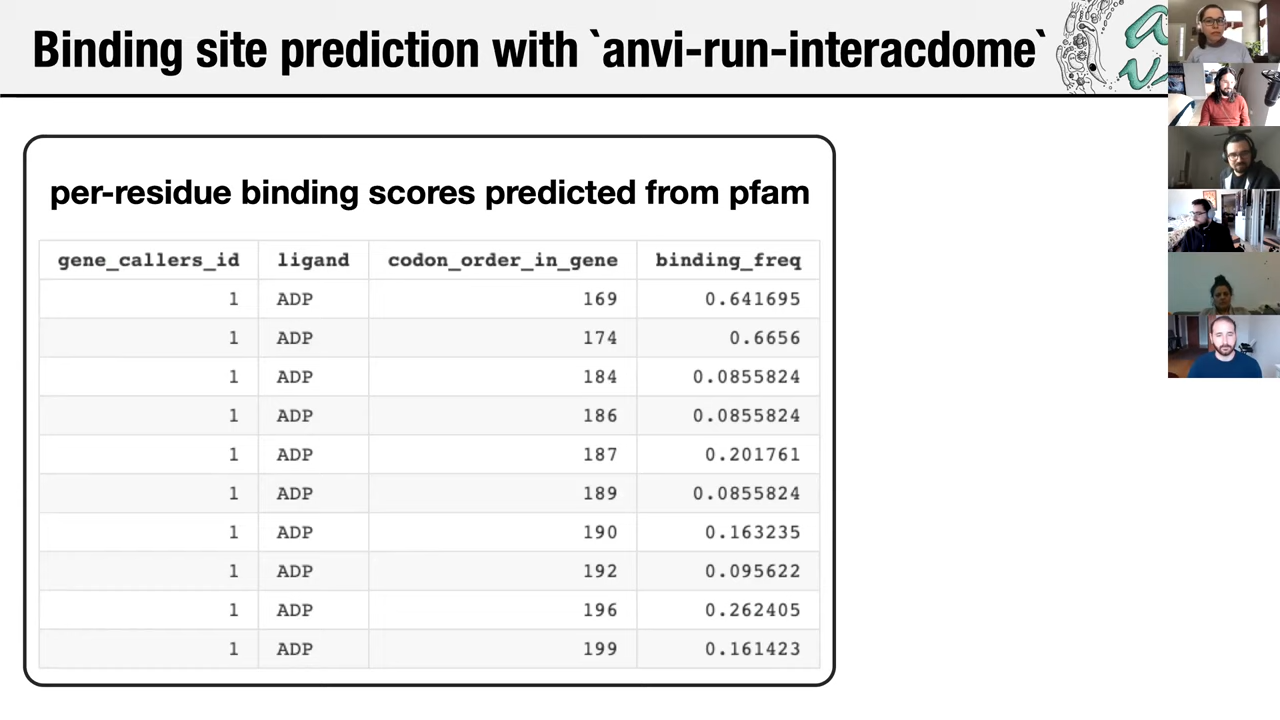 Binding site prediction with `anvi-run-interacdome`
per-residue binding scores predicted from pfam
gene_callers_id ligand codon_order_in_gene binding_freq
1 ADP 169 0.641695
1 ADP 174 0.6656
1 ADP 184 0.0855824
1 ADP 186 0.0855824
1 ADP 187 0.201761
1 ADP 189 0.0855824
1 ADP 190 0.163235
1 ADP 192 0.095622
1 ADP 196 0.262405
1 ADP 199 0.161423